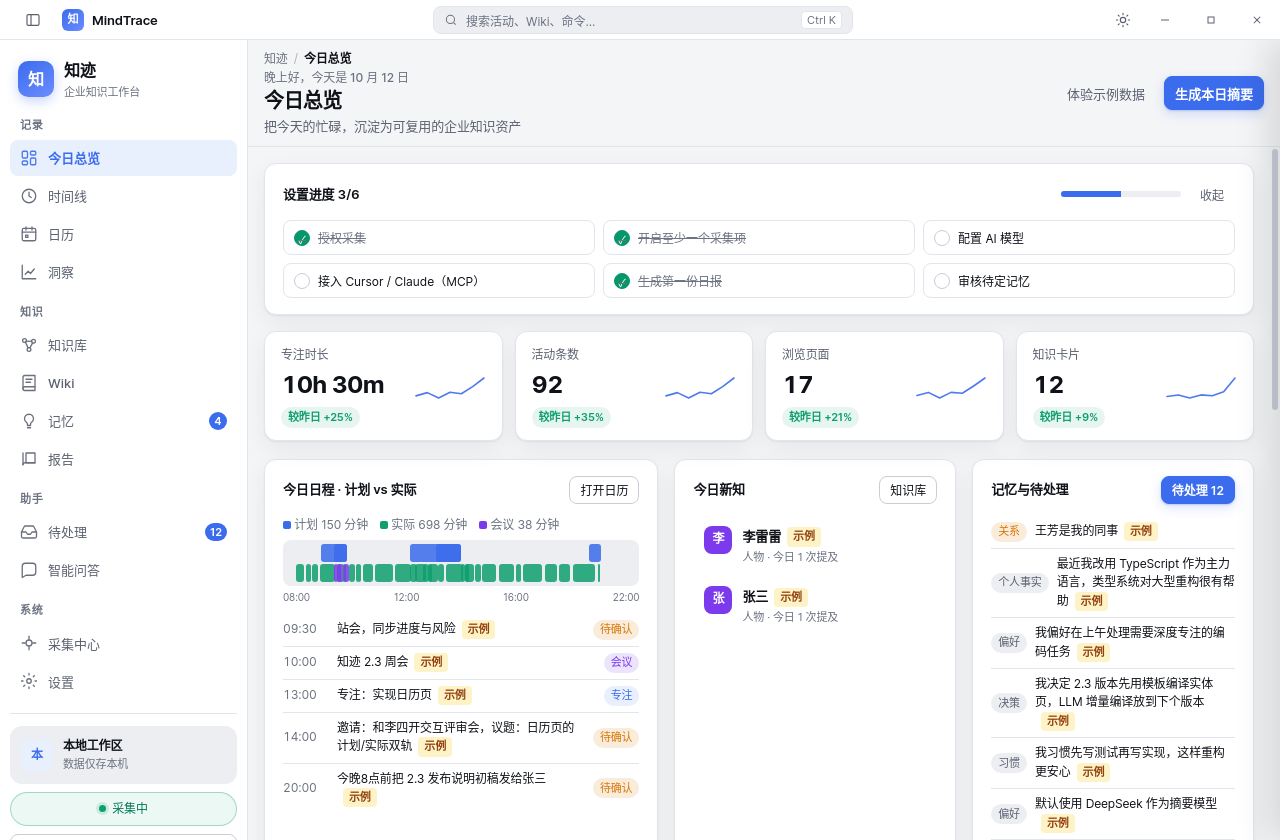 知 MindTrace
搜索活动、Wiki、命令...
Ctrl K
知
知迹
企业知识工作台
记录
今日总览
时间线
日历
洞察
知识
知识库
Wiki
记忆 4
报告
助手
待处理 12
智能问答
系统
采集中心
设置
本
本地工作区
数据仅存本机
采集中
知迹 / 今日总览
晚上好，今天是 10 月 12 日
今日总览
把今天的忙碌，沉淀为可复用的企业知识资产
体验示例数据
生成本日摘要
设置进度 3/6
收起
授权采集
开启至少一个采集项
配置 AI 模型
接入 Cursor / Claude（MCP）
生成第一份日报
审核待定记忆
专注时长
10h 30m
较昨日 +25%
活动条数
92
较昨日 +35%
浏览页面
17
较昨日 +21%
知识卡片
12
较昨日 +9%
今日日程 · 计划 vs 实际
打开日历
计划 150 分钟 实际 698 分钟 会议 38 分钟
08:00 12:00 16:00 22:00
09:30 站会，同步进度与风险 示例 待确认
10:00 知迹 2.3 周会 示例 会议
13:00 专注：实现日历页 示例 专注
14:00 邀请：和李四开交互评审会，议题：日历页的
计划/实际双轨 示例 待确认
20:00 今晚8点前把 2.3 发布说明初稿发给张三
示例 待确认
今日新知
知识库
李 李雷雷 示例
人物 · 今日 1 次提及
张 张三 示例
人物 · 今日 1 次提及
记忆与待处理
待处理 12
关系 王芳是我的同事 示例
个人事实 最近我改用 TypeScript 作为主力
语言，类型系统对大型重构很有帮
助 示例
偏好 我偏好在上午处理需要深度专注的编
码任务 示例
决策 我决定 2.3 版本先用模板编译实体
页，LLM 增量编译放到下个版本
示例
习惯 我习惯先写测试再写实现，这样重构
更安心 示例
偏好 默认使用 DeepSeek 作为摘要模型
示例